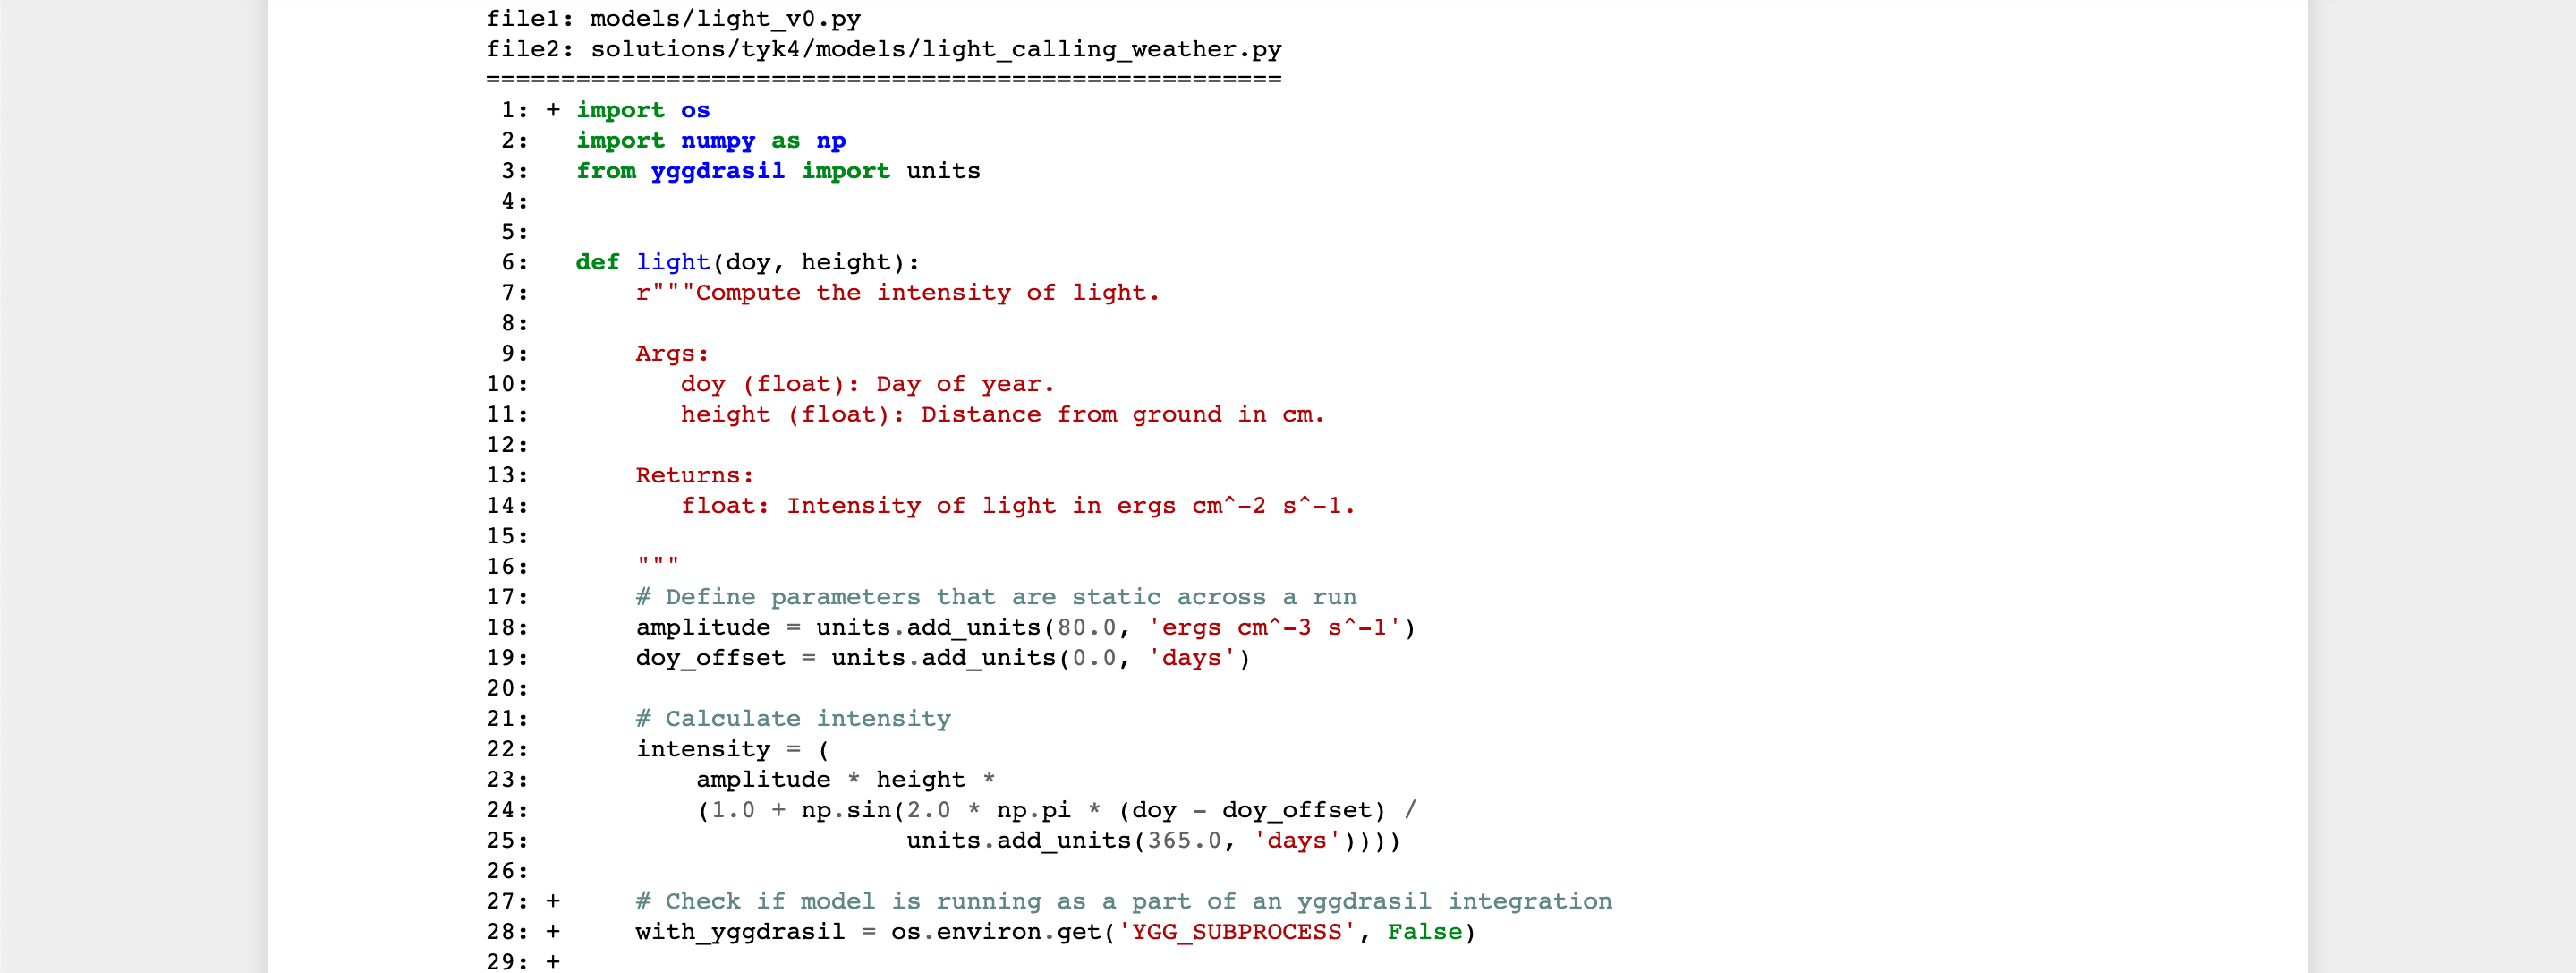 file1: models/light_v0.py
file2: solutions/tyk4/models/light_calling_weather.py
=====================================================
 1: + import os
 2:   import numpy as np
 3:   from yggdrasil import units
 4:
 5:
 6:   def light(doy, height):
 7:       r"""Compute the intensity of light.
 8:
 9:       Args:
10:          doy (float): Day of year.
11:          height (float): Distance from ground in cm.
12:
13:       Returns:
14:          float: Intensity of light in ergs cm^-2 s^-1.
15:
16:       """
17:       # Define parameters that are static across a run
18:       amplitude = units.add_units(80.0, 'ergs cm^-3 s^-1')
19:       doy_offset = units.add_units(0.0, 'days')
20:
21:       # Calculate intensity
22:       intensity = (
23:           amplitude * height *
24:           (1.0 + np.sin(2.0 * np.pi * (doy - doy_offset) /
25:                         units.add_units(365.0, 'days'))))
26:
27: +     # Check if model is running as a part of an yggdrasil integration
28: +     with_yggdrasil = os.environ.get('YGG_SUBPROCESS', False)
29: +